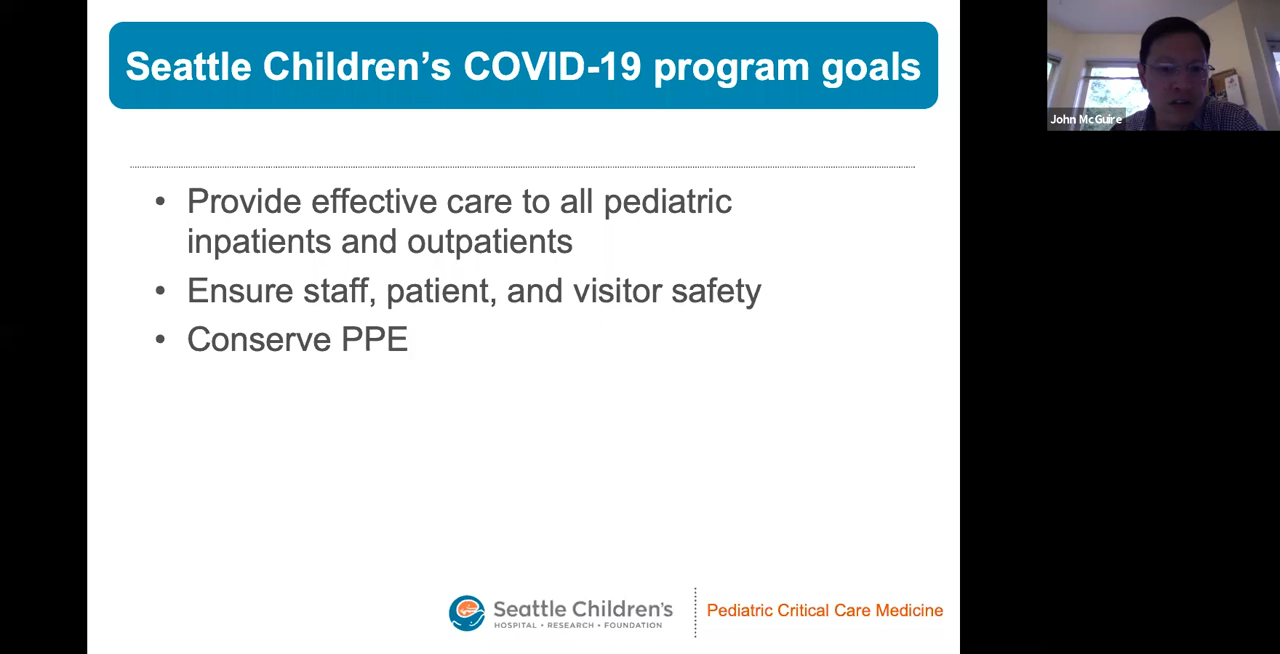 Seattle Children’s COVID-19 program goals
John McGuire
• Provide effective care to all pediatric
inpatients and outpatients
• Ensure staff, patient, and visitor safety
• Conserve PPE
Seattle Children's
HOSPITAL • RESEARCH • FOUNDATION
Pediatric Critical Care Medicine